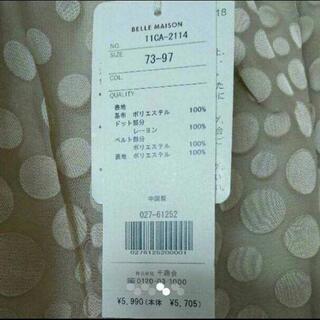 BELLE MAISON
NO. 11CA-2114
SIZE 73-97
COL.
QUALITY
表地
基布 ポリエステル 100%
ドット部分
レーヨン 100%
ベルト部分
ポリエステル 100%
裏地 ポリエステル 100%
中国製
027-61252
0276125200001
株式会社 千趣会
¥5,990(本体 ¥5,705)